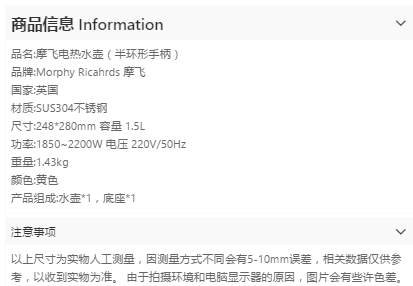 商品信息 Information
品名:摩飞电热水壶（半环形手柄）
品牌:Morphy Ricahrds 摩飞
国家:英国
材质:SUS304不锈钢
尺寸:248*280mm 容量 1.5L
功率:1850~2200W 电压 220V/50Hz
重量:1.43kg
颜色:黄色
产品组成:水壶*1，底座*1
注意事项
以上尺寸为实物人工测量，因测量方式不同会有5-10mm误差，相关数据仅供参
考，以收到实物为准。 由于拍摄环境和电脑显示器的原因，图片会有些许色差。